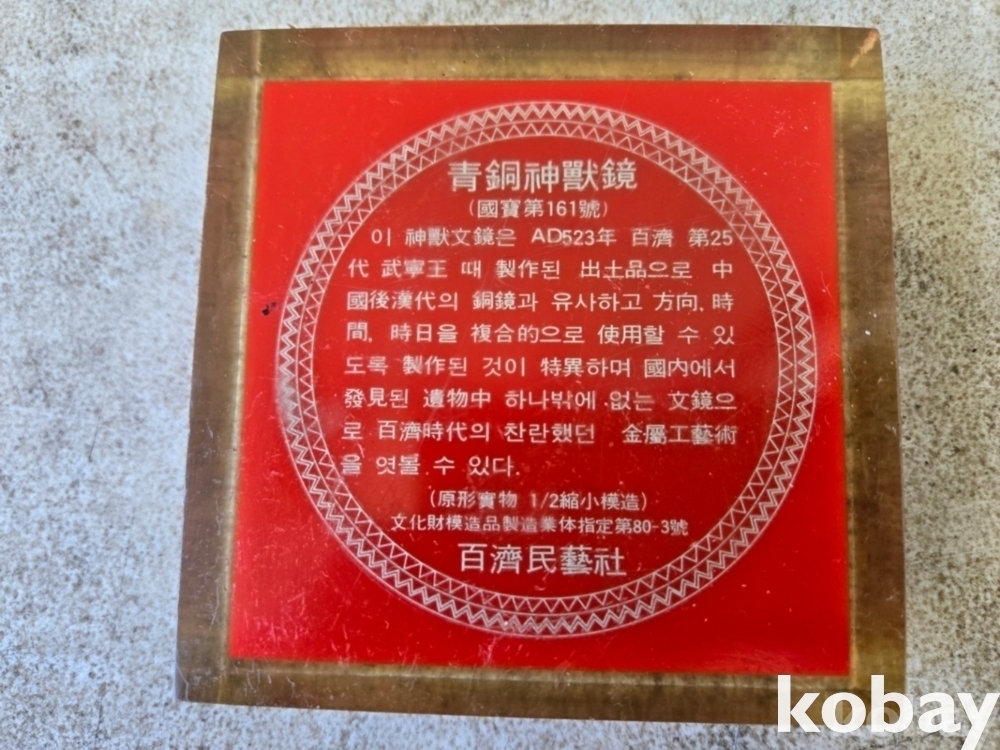 青銅神獸鏡
(國寶第161號)
이 神獸文鏡은 AD523年 百濟 第25
代 武寧王 때 製作된 出土品으로 中
國後漢代의 銅鏡과 유사하고 方向, 時
間, 時日을 複合的으로 使用할 수 있
도록 製作된 것이 特異하며 國内에서
發見된 遺物中 하나밖에 없는 文鏡으
로 百濟時代의 찬란했던 金屬工藝術
을 엿볼 수 있다.
(原形實物 1/2縮小模造)
文化財模造品製造業体指定第80-3號
百濟民藝社
kobay